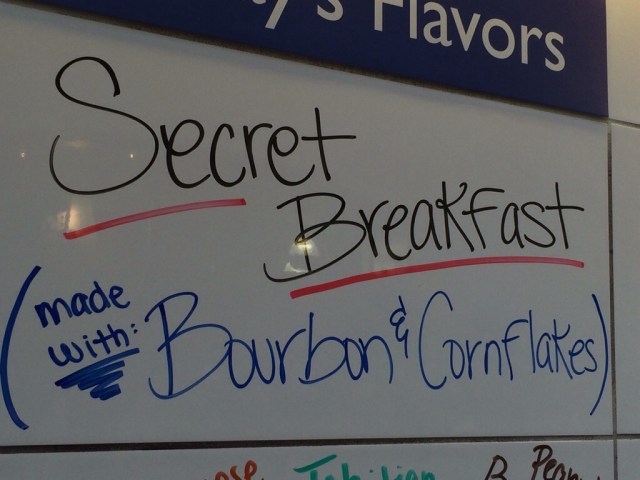 Flavors
Secret
Breakfast
(made
with: Bourbon & Cornflakes)